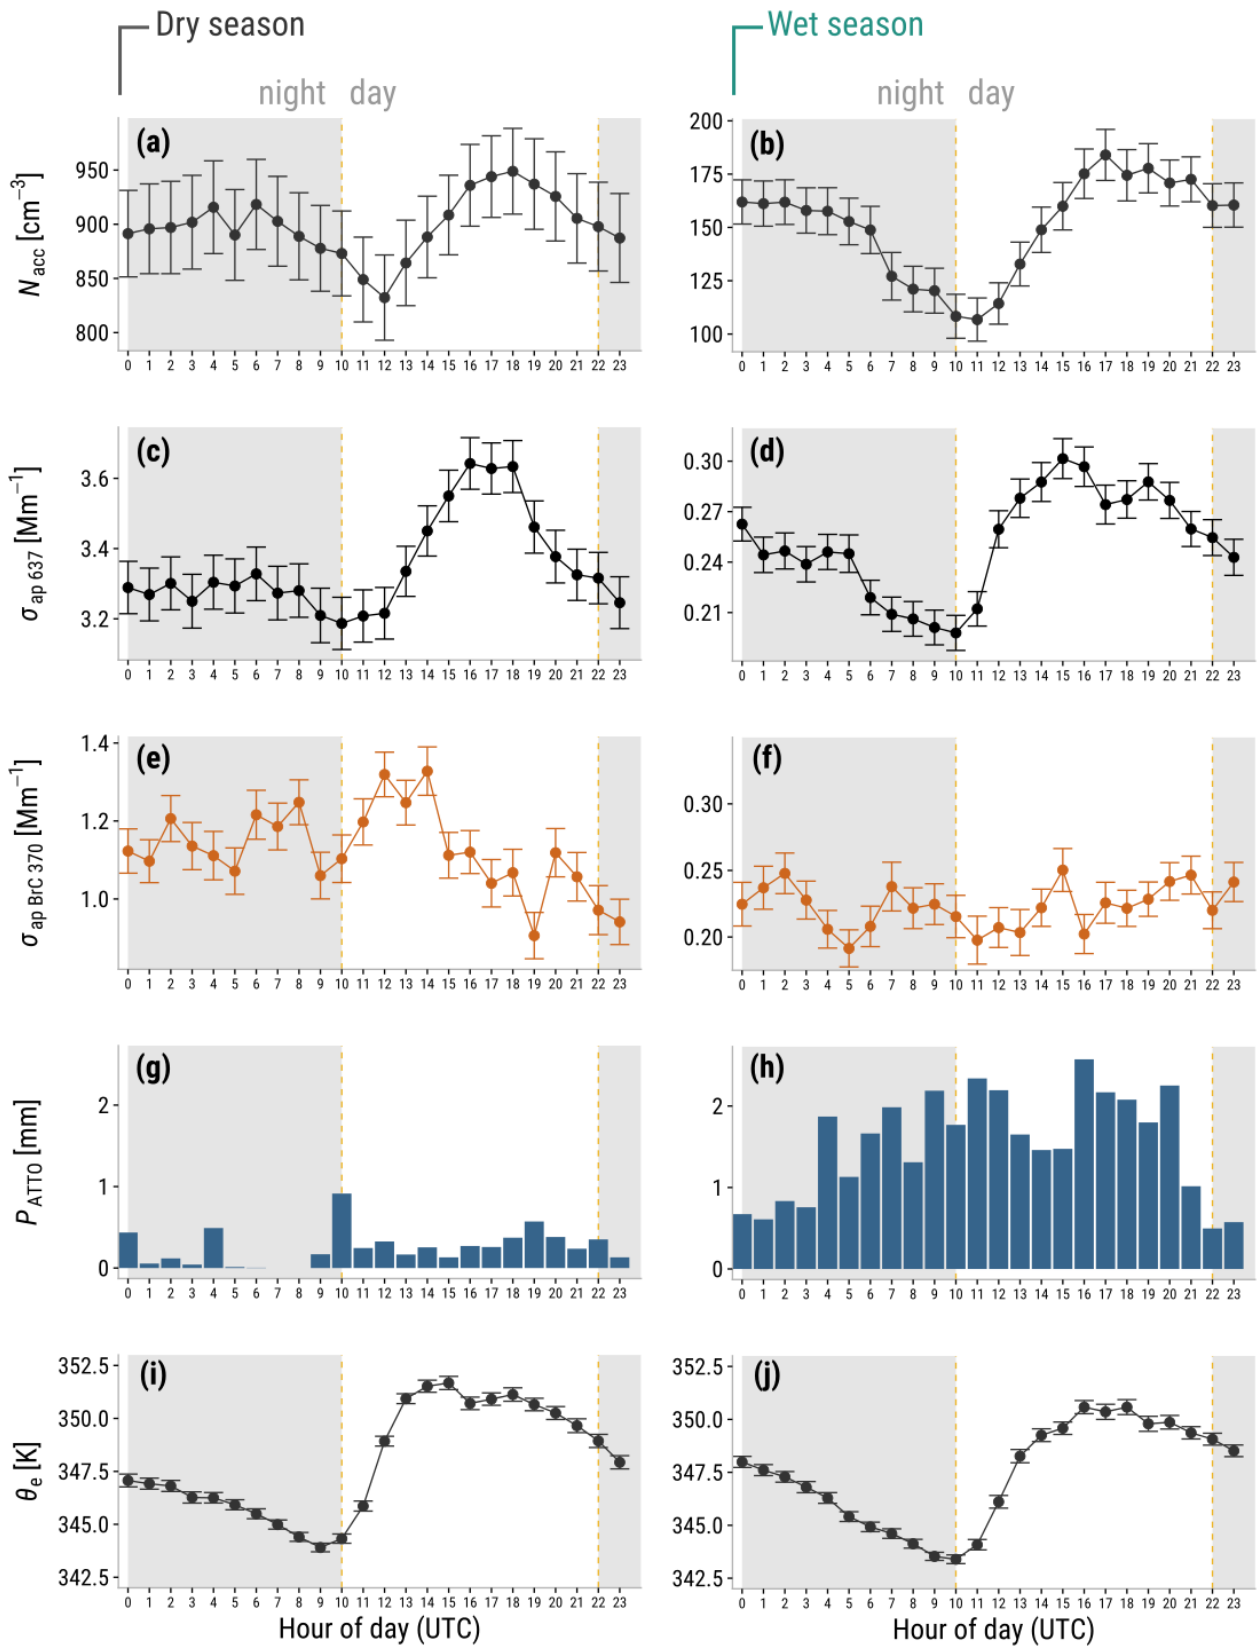 Dry season
Wet season
night day
night day
(a)
N acc [cm−3]
950
900
850
800
0 1 2 3 4 5 6 7 8 9 10 11 12 13 14 15 16 17 18 19 20 21 22 23
(b)
200
175
150
125
100
0 1 2 3 4 5 6 7 8 9 10 11 12 13 14 15 16 17 18 19 20 21 22 23
(c)
σ ap 637 [Mm−1]
3.6
3.4
3.2
0 1 2 3 4 5 6 7 8 9 10 11 12 13 14 15 16 17 18 19 20 21 22 23
(d)
0.30
0.27
0.24
0.21
0 1 2 3 4 5 6 7 8 9 10 11 12 13 14 15 16 17 18 19 20 21 22 23
(e)
σ ap BrC 370 [Mm−1]
1.4
1.2
1.0
0 1 2 3 4 5 6 7 8 9 10 11 12 13 14 15 16 17 18 19 20 21 22 23
(f)
0.30
0.25
0.20
0 1 2 3 4 5 6 7 8 9 10 11 12 13 14 15 16 17 18 19 20 21 22 23
(g)
P ATTO [mm]
2
1
0
0 1 2 3 4 5 6 7 8 9 10 11 12 13 14 15 16 17 18 19 20 21 22 23
(h)
2
1
0
0 1 2 3 4 5 6 7 8 9 10 11 12 13 14 15 16 17 18 19 20 21 22 23
(i)
θe [K]
352.5
350.0
347.5
345.0
342.5
0 1 2 3 4 5 6 7 8 9 10 11 12 13 14 15 16 17 18 19 20 21 22 23
Hour of day (UTC)
(j)
352.5
350.0
347.5
345.0
342.5
0 1 2 3 4 5 6 7 8 9 10 11 12 13 14 15 16 17 18 19 20 21 22 23
Hour of day (UTC)